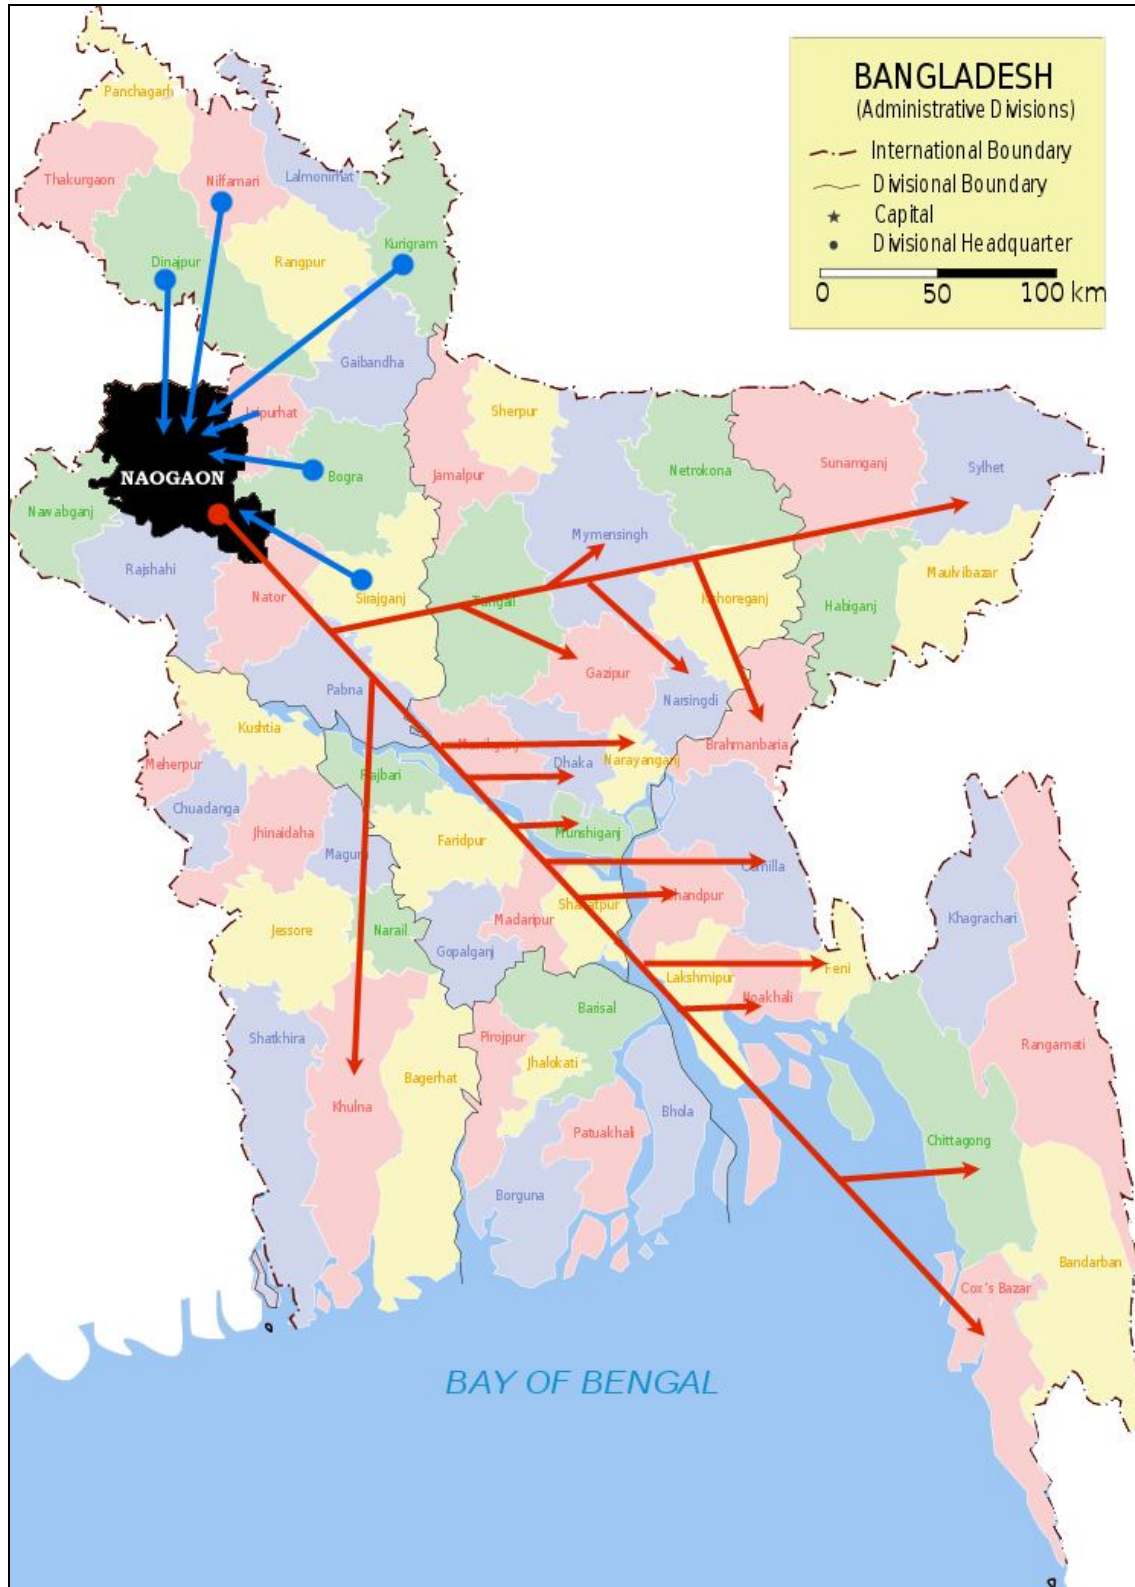 BANGLADESH
(Administrative Divisions)
International Boundary
Divisional Boundary
Capital
Divisional Headquarter
0 50 100 km
Panchagarh
Thakurgaon
Nilfamari
Lalmonirhat
Dinajpur
Rangpur
Kurigram
Gaibandha
Sherpur
Bogra
Jamalpur
Netrokona
Sunamganj
Sylhet
NAOGAON
Nawabganj
Mymensingh
Rajshahi
Nator
Sirajganj
Tangail
Kishoreganj
Habiganj
Maulvibazar
Gazipur
Pabna
Narsingdi
Kushtia
Manikganj
Brahmanbaria
Meherpur
Rajbari
Dhaka
Narayanganj
Chuadanga
Jhinaidaha
Magura
Faridpur
Munshiganj
Comilla
Shariatpur
Chandpur
Jessore
Narail
Madaripur
Khagrachari
Gopalganj
Lakshmipur
Feni
Noakhali
Barisal
Shatkhira
Pirojpur
Rangamati
Jhalokati
Bagerhat
Khulna
Bhola
Patuakhali
Chittagong
Borguna
Bandarban
Cox's Bazar
BAY OF BENGAL